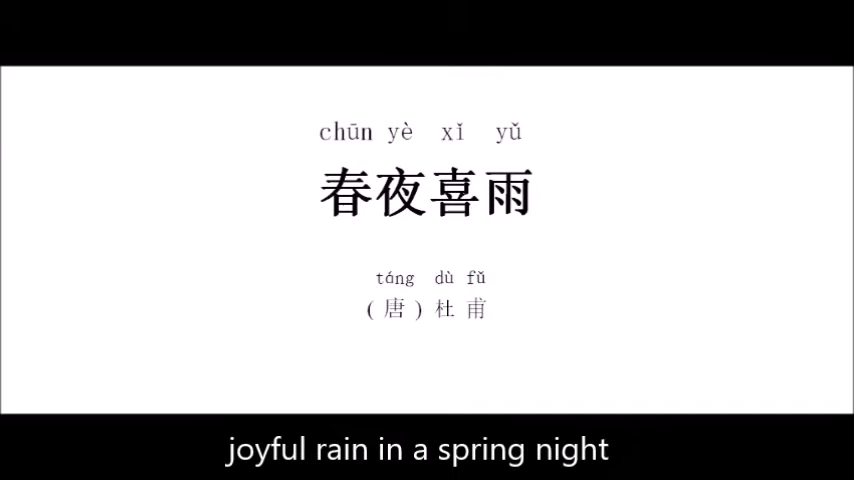 chūn yè xǐ yǔ
春夜喜雨
táng dù fǔ
(唐)杜甫
joyful rain in a spring night